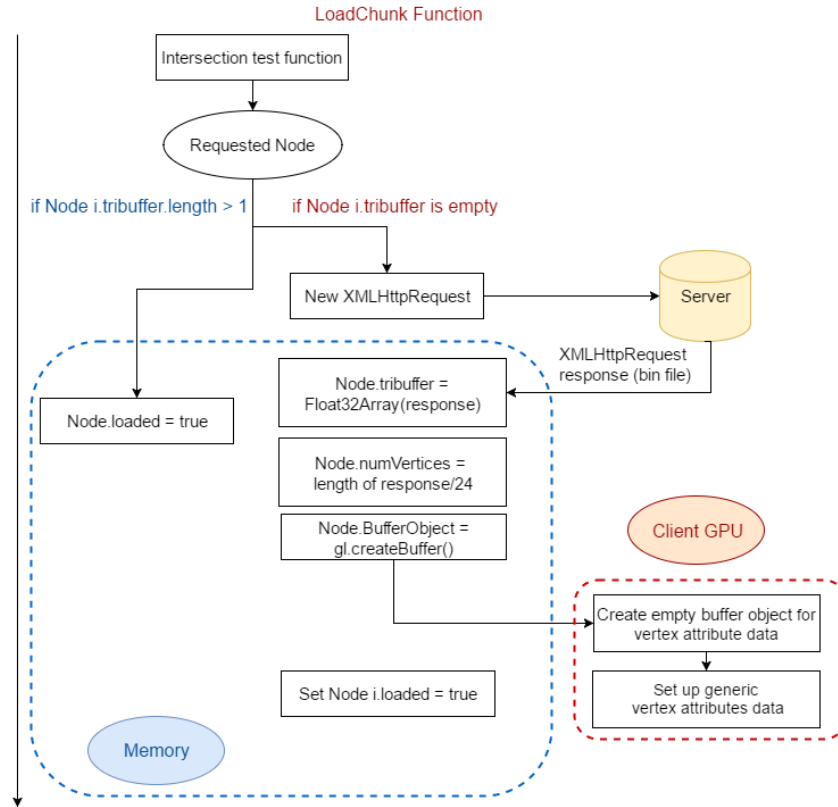 LoadChunk Function
Intersection test function
Requested Node
if Node i.tribuffer.length > 1
if Node i.tribuffer is empty
New XMLHttpRequest
Server
XMLHttpRequest
response (bin file)
Node.tribuffer =
Float32Array(response)
Node.loaded = true
Node.numVertices =
length of response/24
Node.BufferObject =
gl.createBuffer()
Client GPU
Create empty buffer object for
vertex attribute data
Set up generic
vertex attributes data
Set Node i.loaded = true
Memory